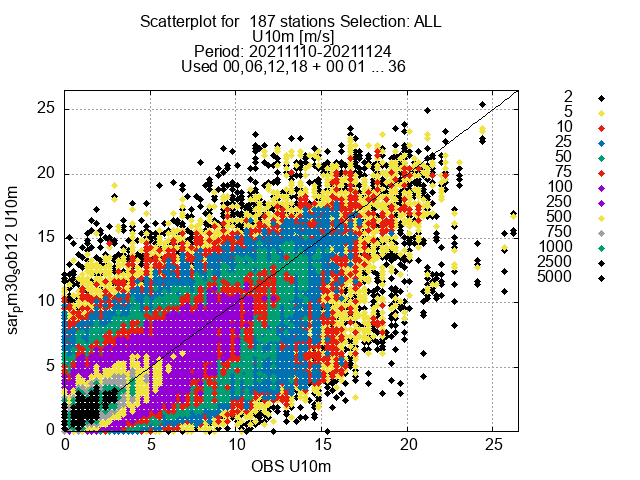 Scatterplot for 187 stations Selection: ALL
U10m [m/s]
Period: 20211110-20211124
Used 00,06,12,18 + 00 01 ... 36
2
5
10
25
50
75
100
250
500
750
1000
2500
5000
25
20
15
10
5
0
sarpm30sob12 U10m
0 5 10 15 20 25
OBS U10m